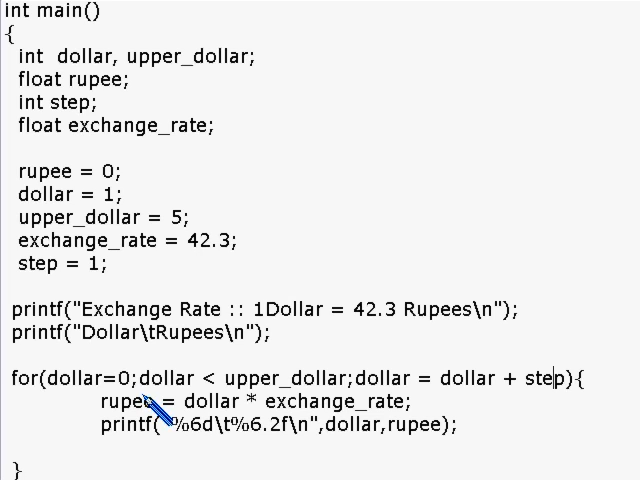 int main()
{
int  dollar, upper_dollar;
float rupee;
int step;
float exchange_rate;
rupee = 0;
dollar = 1;
upper_dollar = 5;
exchange_rate = 42.3;
step = 1;
printf("Exchange Rate :: 1Dollar = 42.3 Rupees\n");
printf("Dollar\tRupees\n");
for(dollar=0;dollar < upper_dollar;dollar = dollar + step){
rupee = dollar * exchange_rate;
printf("%6d\t%6.2f\n",dollar,rupee);
}